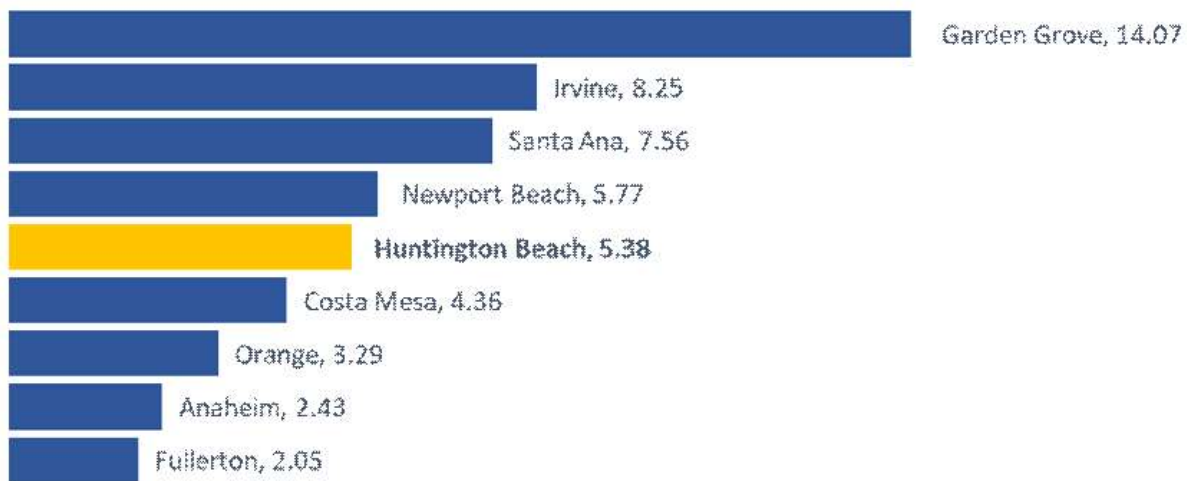 Garden Grove, 14.07
Irvine, 8.25
Santa Ana, 7.56
Newport Beach, 5.77
Huntington Beach, 5.38
Costa Mesa, 4.36
Orange, 3.29
Anaheim, 2.43
Fullerton, 2.05